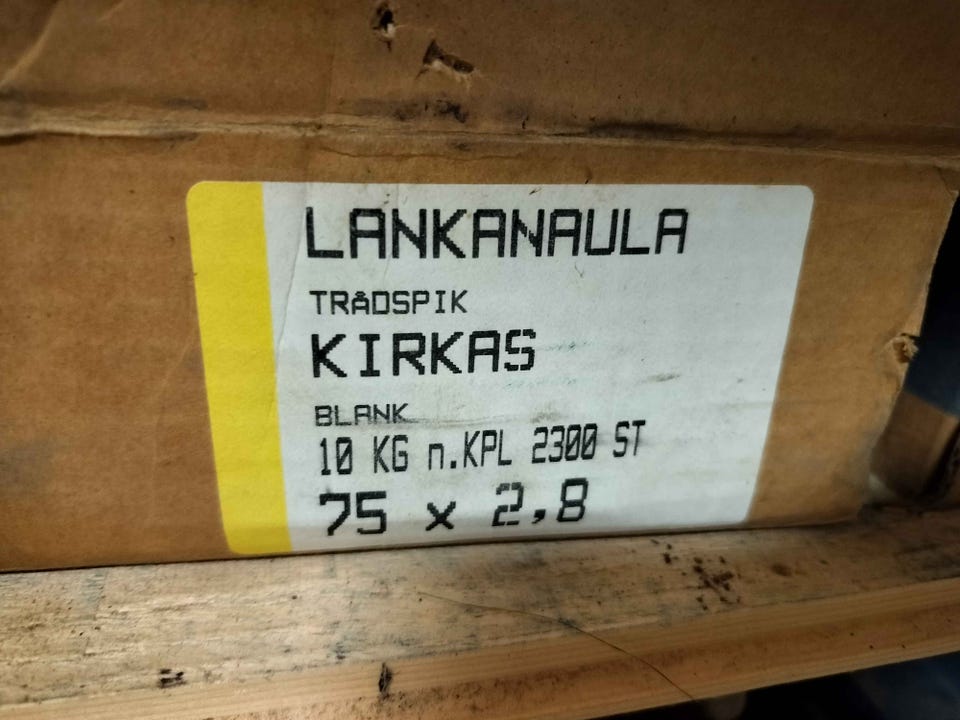 LANKANAULA
TRÅDSPIK
KIRKAS
BLANK
10 KG n.KPL 2300 ST
75 x 2,8